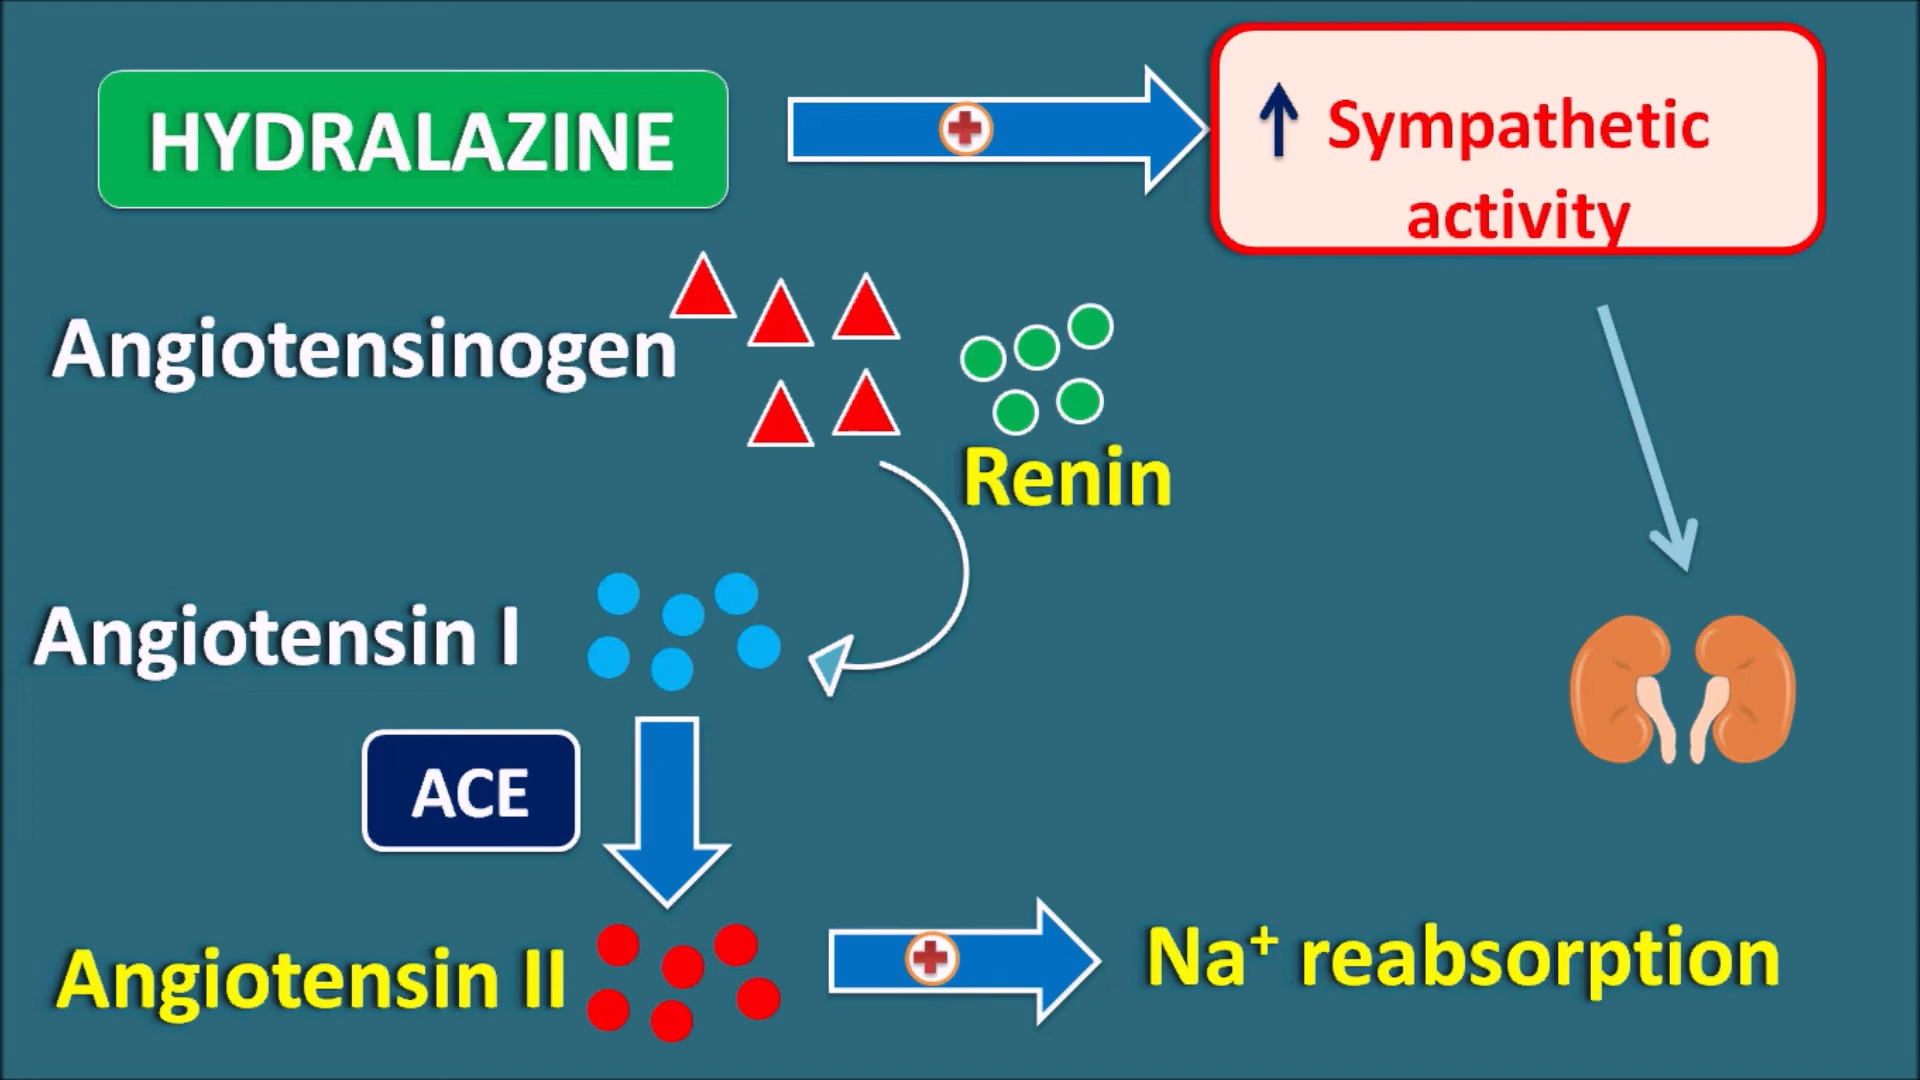 HYDRALAZINE
↑ Sympathetic
activity
Angiotensinogen
Renin
Angiotensin I
ACE
Angiotensin II
Na⁺ reabsorption